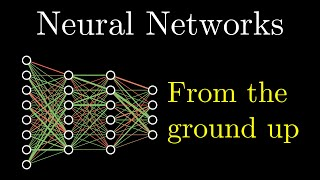 Neural Networks
From the
ground up